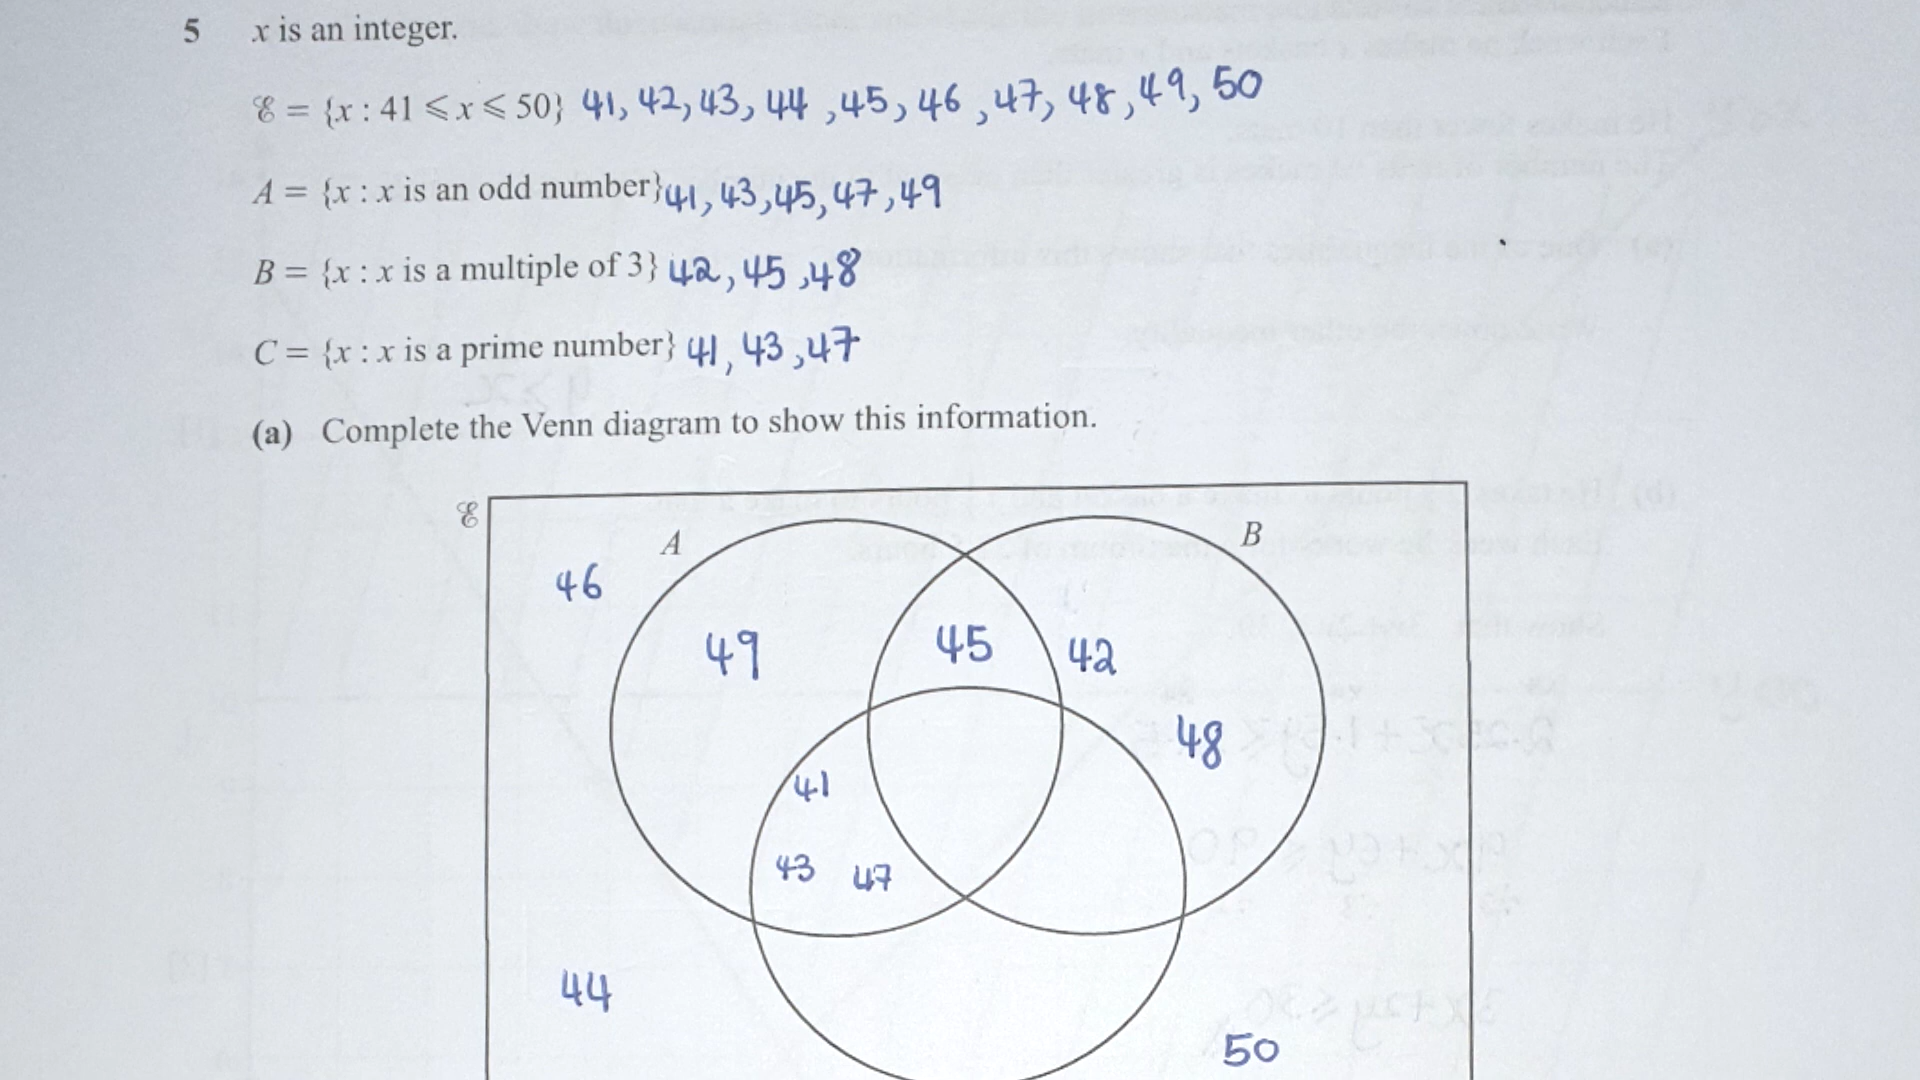 5 x is an integer.
ℰ = {x : 41 ⩽ x ⩽ 50} 41, 42, 43, 44, 45, 46, 47, 48, 49, 50
A = {x : x is an odd number} 41, 43, 45, 47, 49
B = {x : x is a multiple of 3} 42, 45, 48
C = {x : x is a prime number} 41, 43, 47
(a) Complete the Venn diagram to show this information.
ℰ
A B
46
49 45 42
48
41
43 47
44
50